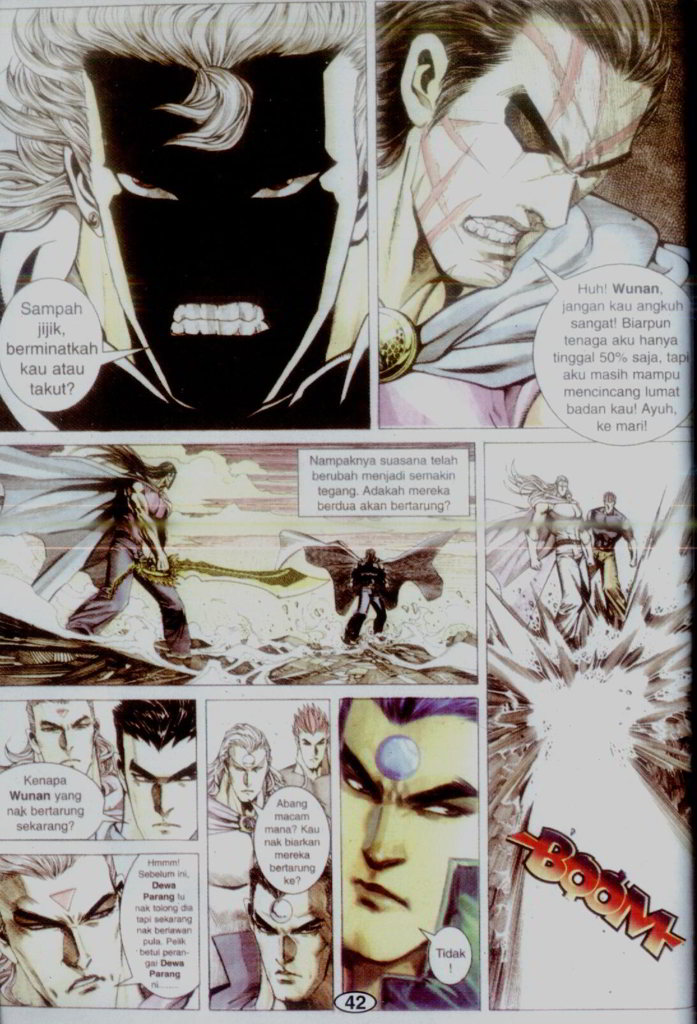 Sampah
jijik,
berminatkah
kau atau
takut?
Huh! Wunan,
jangan kau angkuh
sangat! Biarpun
tenaga aku hanya
tinggal 50% saja, tapi
aku masih mampu
mencincang lumat
badan kau! Ayuh,
ke mari!
Nampaknya suasana telah
berubah menjadi semakin
tegang. Adakah mereka
berdua akan bertarung?
BOOM
Kenapa
Wunan yang
nak bertarung
sekarang?
Hmmm!
Sebelum ini,
Dewa
Parang tu
nak tolong dia
tapi sekarang
nak berlawan
pula. Pelik
betul peran-
gai Dewa
Parang
ni......
Abang
macam
mana? Kau
nak biarkan
mereka
bertarung
ke?
Tidak
!
42